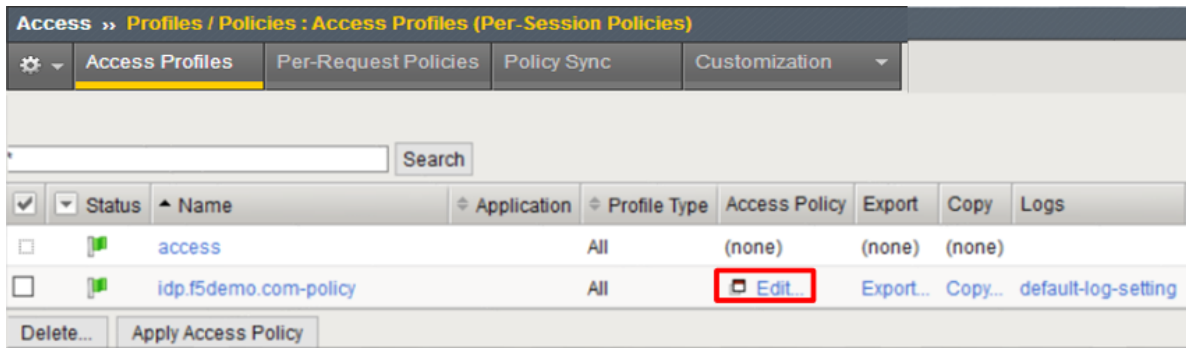 Access ›› Profiles / Policies : Access Profiles (Per-Session Policies)
Access Profiles Per-Request Policies Policy Sync Customization
* Search
Status Name Application Profile Type Access Policy Export Copy Logs
access All (none) (none) (none)
idp.f5demo.com-policy All Edit... Export... Copy... default-log-setting
Delete... Apply Access Policy